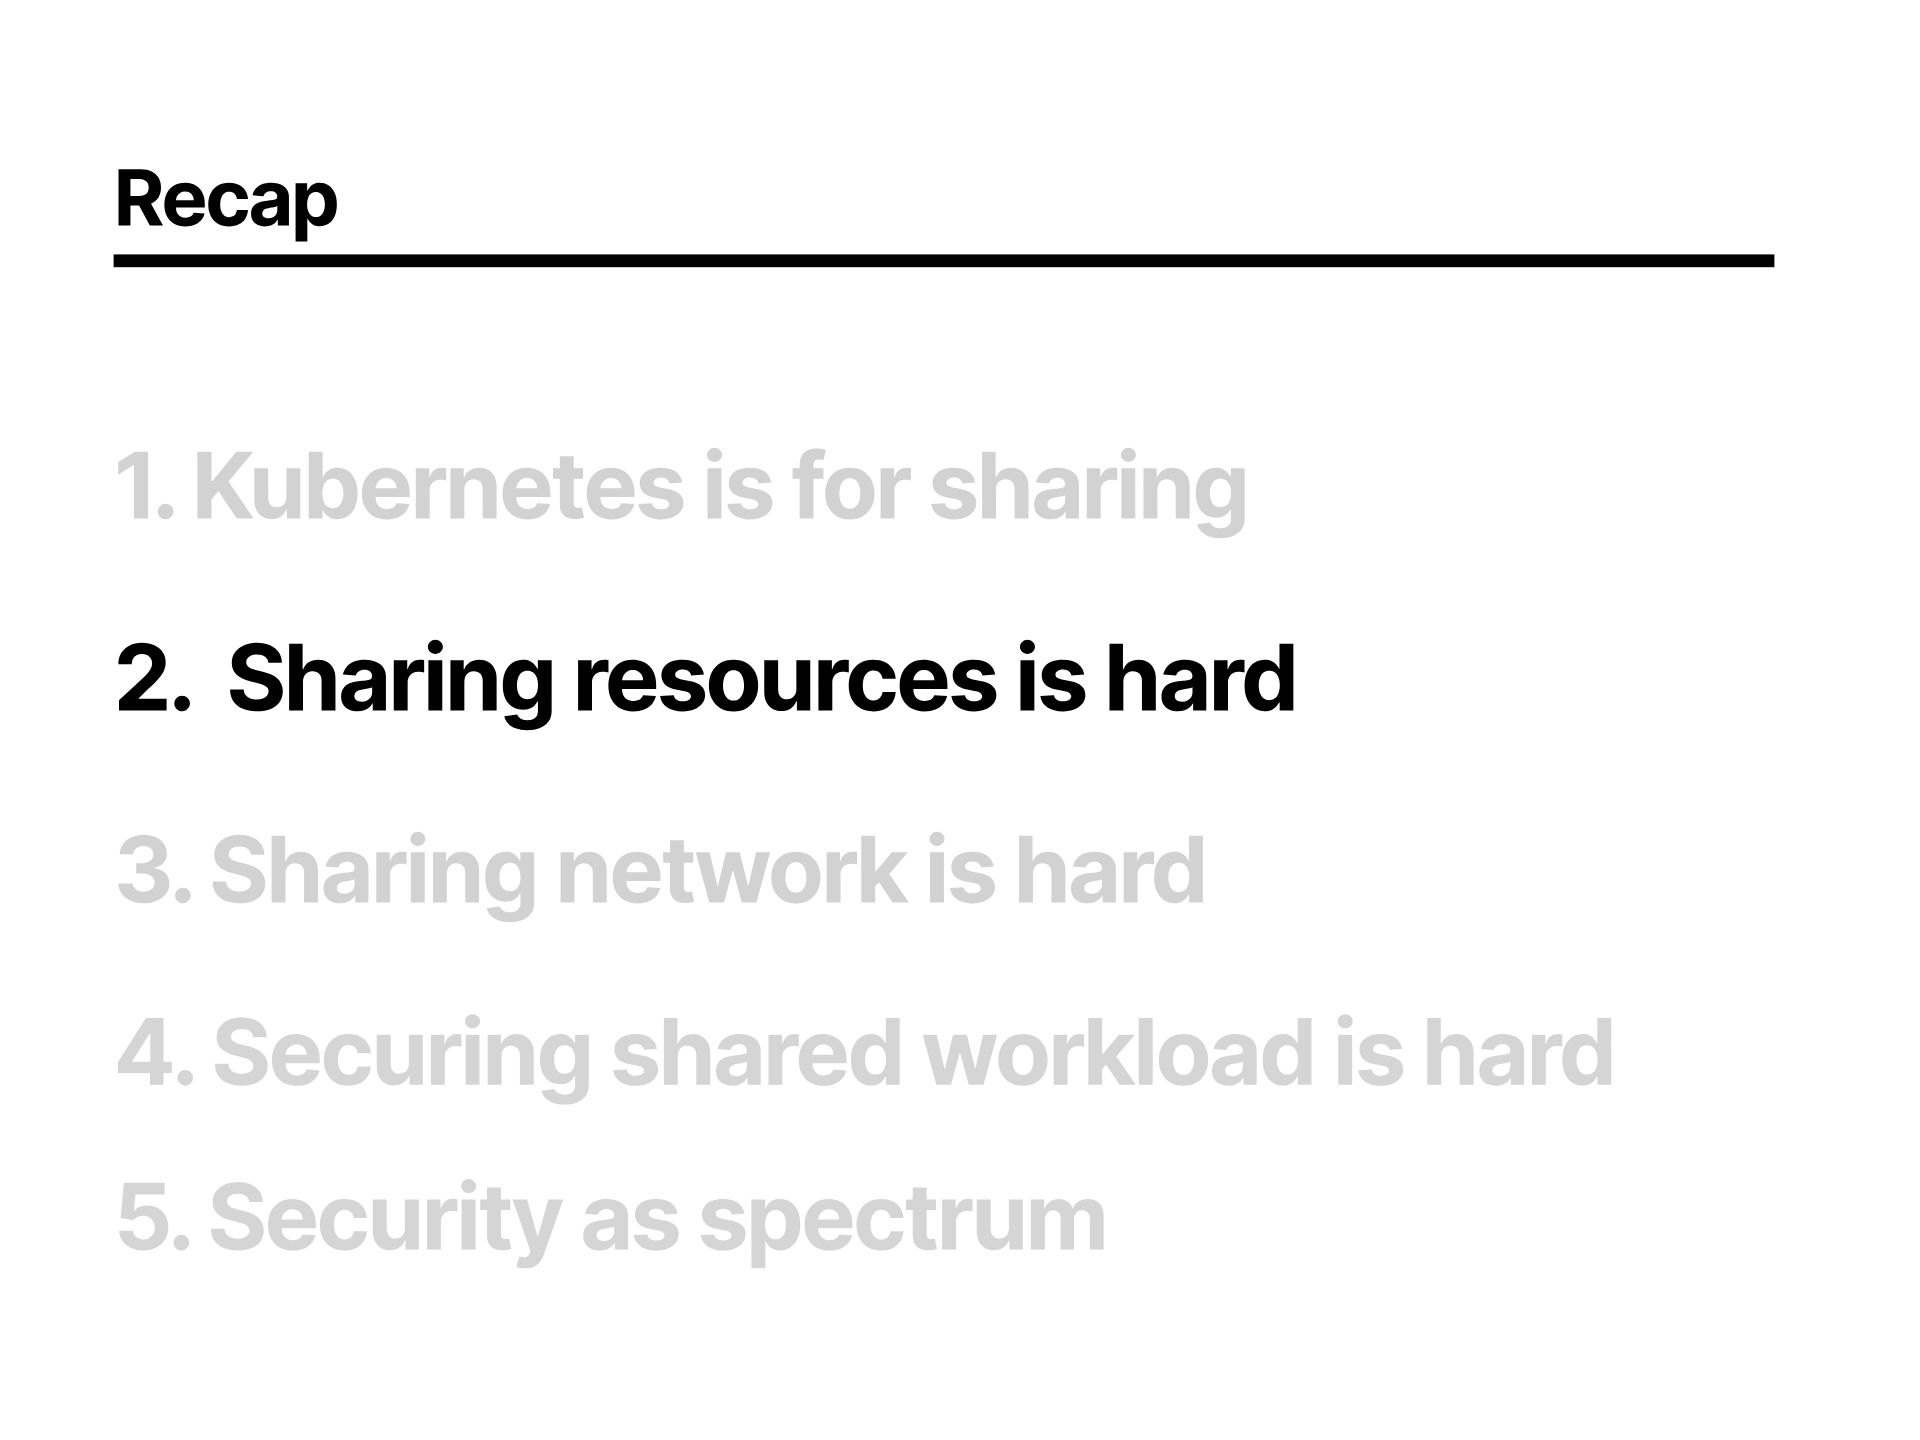 Recap
1. Kubernetes is for sharing
2. Sharing resources is hard
3. Sharing network is hard
4. Securing shared workload is hard
5. Security as spectrum